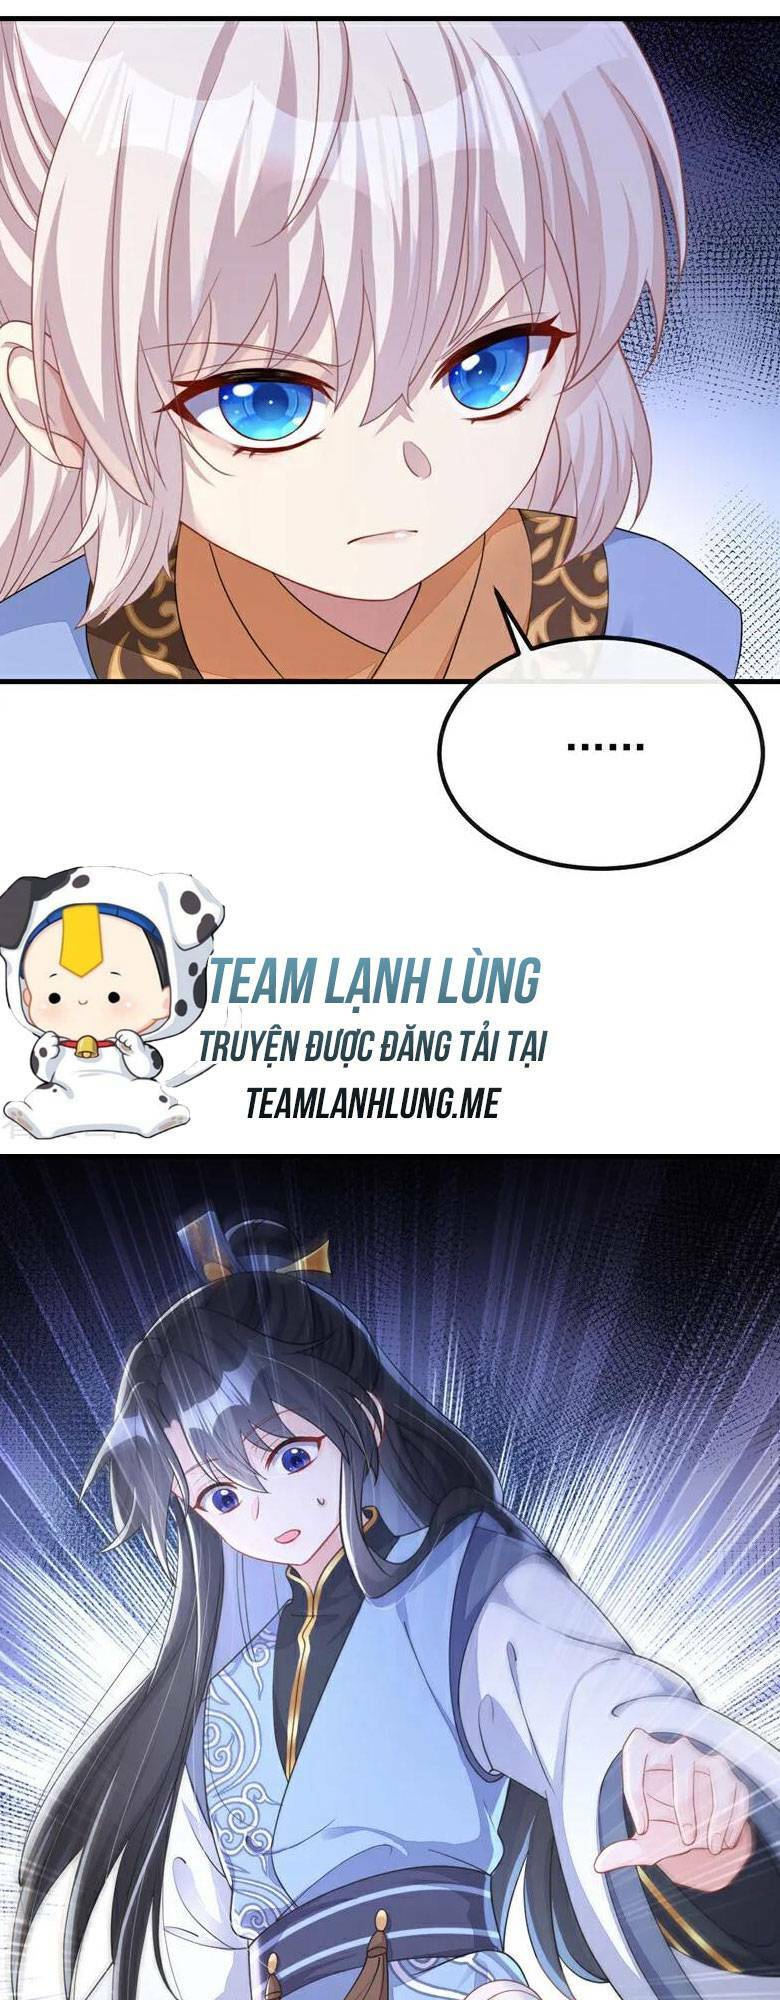 ......
TEAM LẠNH LÙNG
TRUYỆN ĐƯỢC ĐĂNG TẢI TẠI
TEAMLANHLUNG.ME